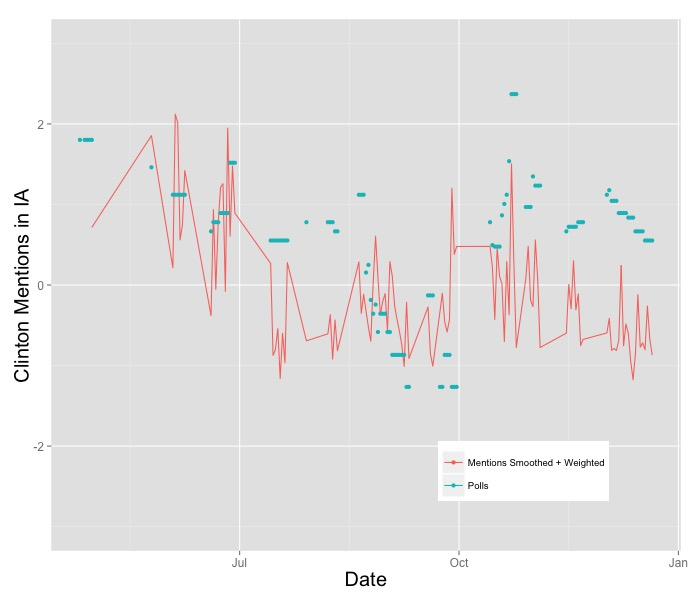 Clinton Mentions in IA
2
0
-2
Mentions Smoothed + Weighted
Polls
Jul
Oct
Jan
Date